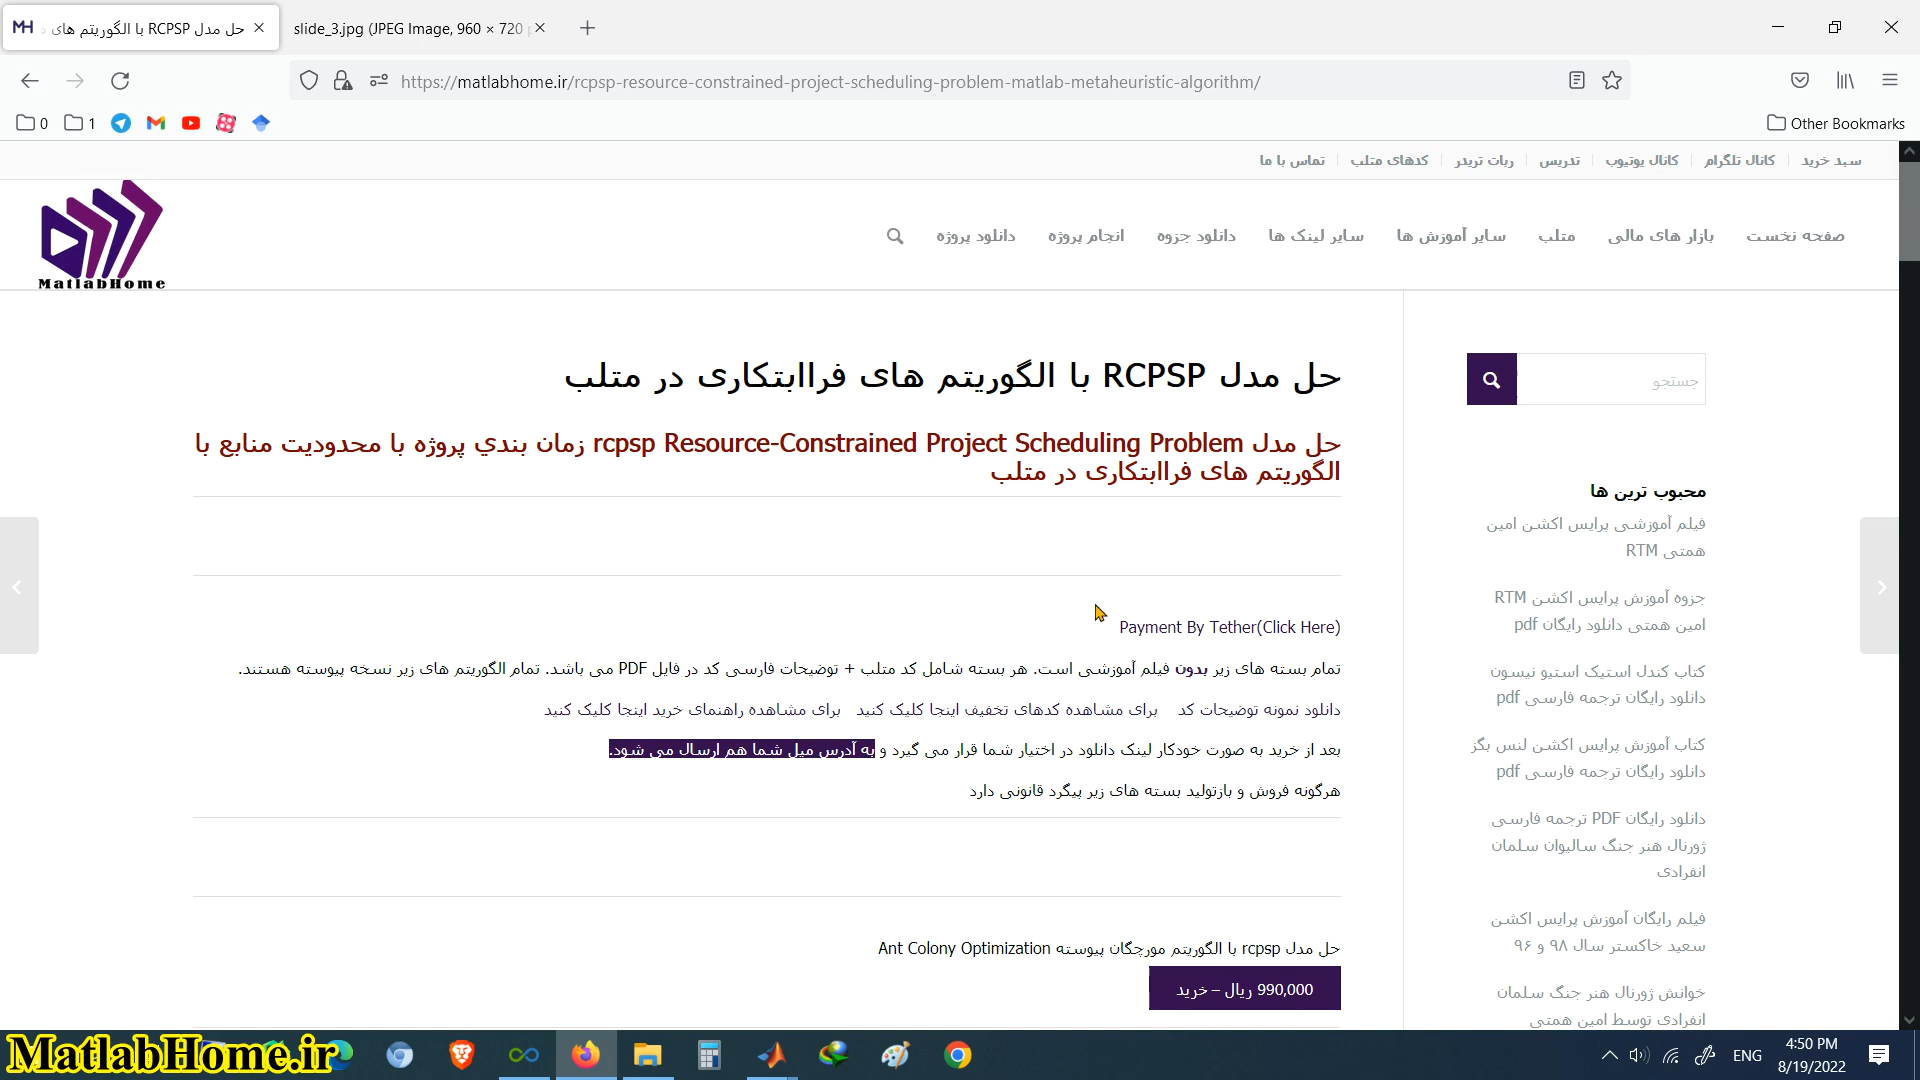 حل مدل RCPSP با الگوریتم های
slide_3.jpg (JPEG Image, 960 × 720
https://matlabhome.ir/rcpsp-resource-constrained-project-scheduling-problem-matlab-metaheuristic-algorithm/
0
1
Other Bookmarks
سبد خرید
کانال تلگرام
کانال یوتیوب
تدریس
ربات تریدر
کدهای متلب
تماس با ما
MatlabHome
صفحه نخست
بازار های مالی
متلب
سایر آموزش ها
سایر لینک ها
دانلود جزوه
انجام پروژه
دانلود پروژه
حل مدل RCPSP با الگوریتم های فراابتکاری در متلب
حل مدل rcpsp Resource-Constrained Project Scheduling Problem زمان بندي پروژه با محدودیت منابع با
الگوریتم های فراابتکاری در متلب
Payment By Tether(Click Here)
تمام بسته های زیر بدون فیلم آموزشی است. هر بسته شامل کد متلب + توضیحات فارسی کد در فایل PDF می باشد. تمام الگوریتم های زیر نسخه پیوسته هستند.
دانلود نمونه توضیحات کد برای مشاهده کدهای تخفیف اینجا کلیک کنید برای مشاهده راهنمای خرید اینجا کلیک کنید
بعد از خرید به صورت خودکار لینک دانلود در اختیار شما قرار می گیرد و به آدرس میل شما هم ارسال می شود.
هرگونه فروش و بازتولید بسته های زیر پیگرد قانونی دارد
حل مدل rcpsp با الگوریتم مورچگان پیوسته Ant Colony Optimization
990,000 ریال – خرید
جستجو
محبوب ترین ها
فیلم آموزشی پرایس اکشن امین
همتی RTM
جزوه آموزش پرایس اکشن RTM
امین همتی دانلود رایگان pdf
کتاب کندل استیک استیو نیسون
دانلود رایگان ترجمه فارسی pdf
کتاب آموزش پرایس اکشن لنس بگز
دانلود رایگان ترجمه فارسی pdf
دانلود رایگان PDF ترجمه فارسی
ژورنال هنر جنگ سالیوان سلمان
انفرادی
فیلم رایگان آموزش پرایس اکشن
سعید خاکستر سال ۹۸ و ۹۶
خوانش ژورنال هنر جنگ سلمان
انفرادی توسط امین همتی
MatlabHome.ir
ENG
4:50 PM
8/19/2022